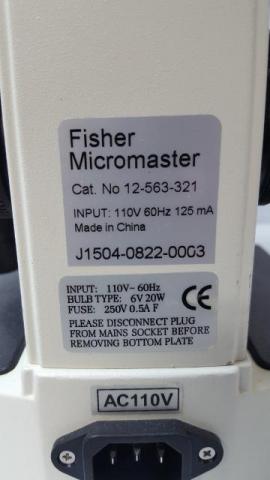 Fisher
Micromaster
Cat. No 12-563-321
INPUT: 110V 60Hz 125 mA
Made in China
J1504-0822-0003
INPUT: 110V~ 60Hz
BULB TYPE: 6V 20W
FUSE: 250V 0.5A F
CE
PLEASE DISCONNECT PLUG
FROM MAINS SOCKET BEFORE
REMOVING BOTTOM PLATE
AC110V